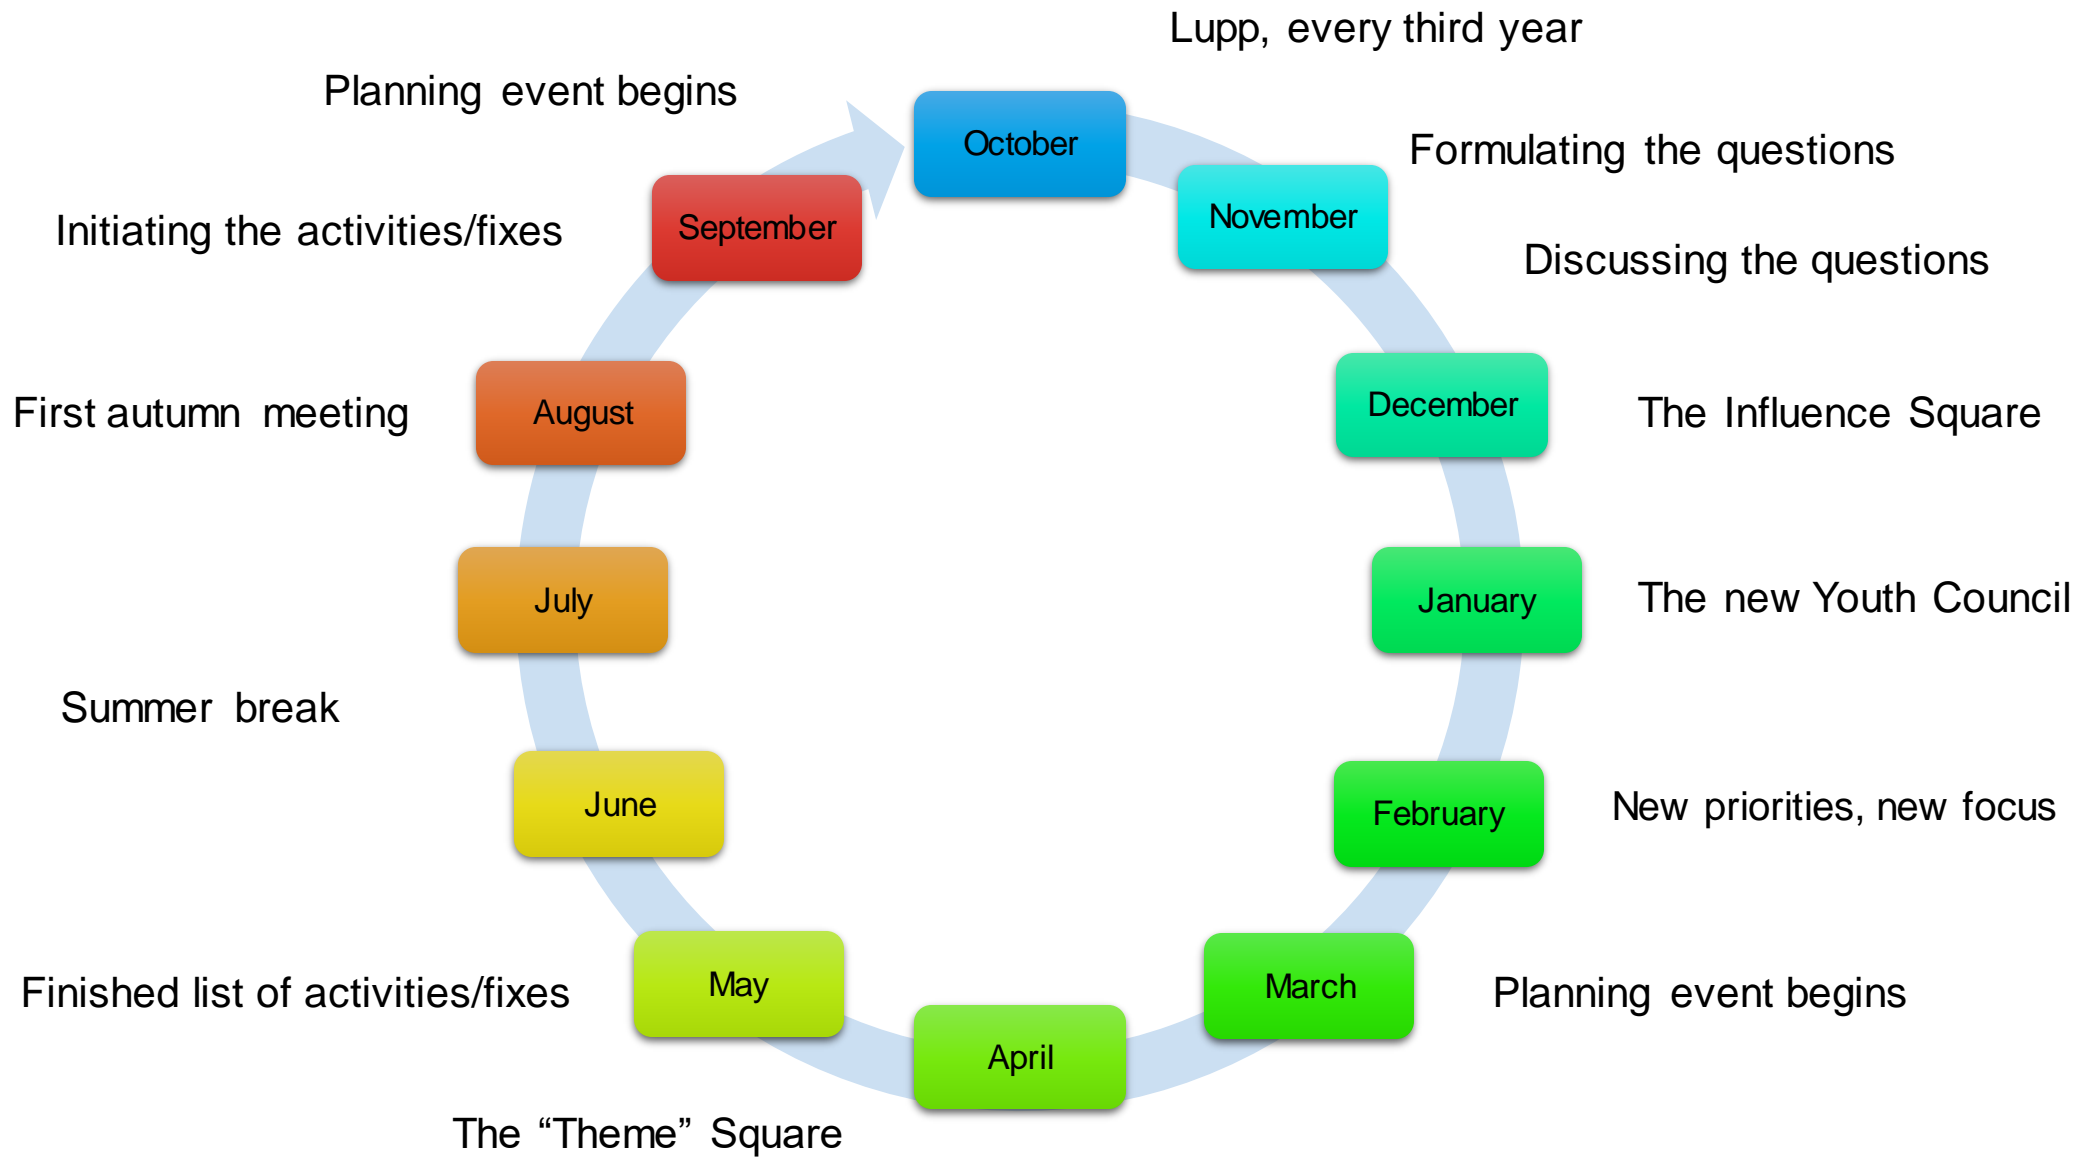 Lupp, every third year
Planning event begins
October
Formulating the questions
November
September
Initiating the activities/fixes
Discussing the questions
December
The Influence Square
First autumn meeting
August
January
The new Youth Council
July
Summer break
June
February
New priorities, new focus
Finished list of activities/fixes
May
March
Planning event begins
April
The “Theme” Square